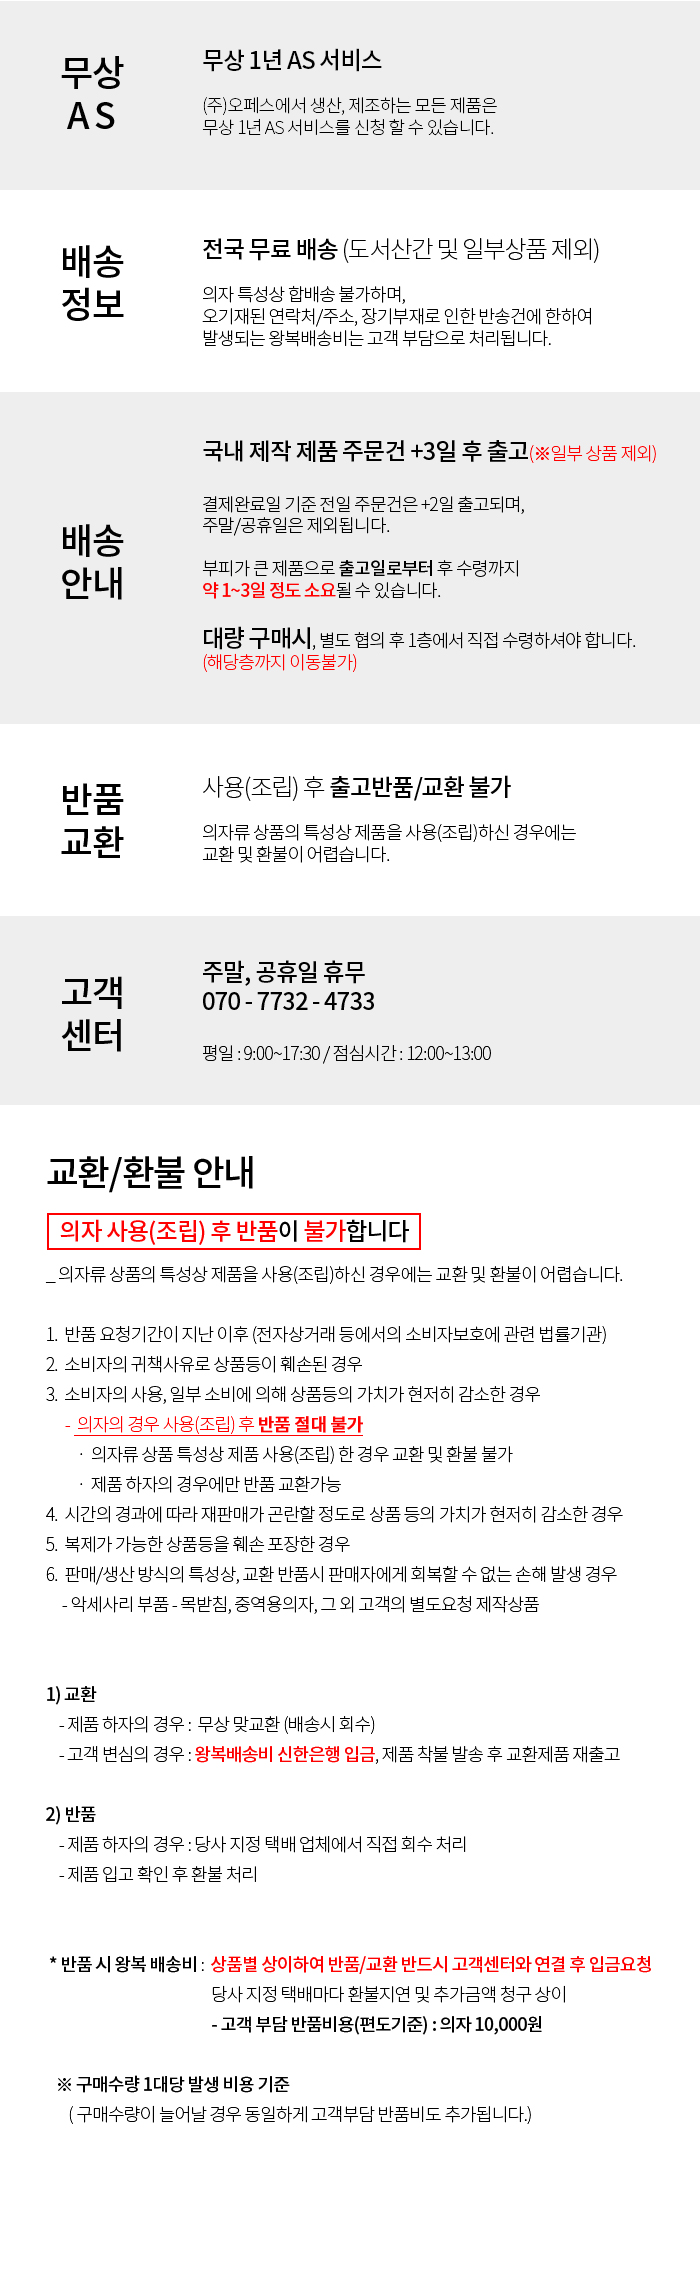 무상
AS
무상 1년 AS 서비스
(주)오페스에서 생산, 제조하는 모든 제품은
무상 1년 AS 서비스를 신청 할 수 있습니다.
배송
정보
전국 무료 배송 (도서산간 및 일부상품 제외)
의자 특성상 합배송 불가하며,
오기재된 연락처/주소, 장기부재로 인한 반송건에 한하여
발생되는 왕복배송비는 고객 부담으로 처리됩니다.
배송
안내
국내 제작 제품 주문건 +3일 후 출고(※일부 상품 제외)
결제완료일 기준 전일 주문건은 +2일 출고되며,
주말/공휴일은 제외됩니다.
부피가 큰 제품으로 출고일로부터 후 수령까지
약 1~3일 정도 소요될 수 있습니다.
대량 구매시, 별도 협의 후 1층에서 직접 수령하셔야 합니다.
(해당층까지 이동불가)
반품
교환
사용(조립) 후 출고반품/교환 불가
의자류 상품의 특성상 제품을 사용(조립)하신 경우에는
교환 및 환불이 어렵습니다.
고객
센터
주말, 공휴일 휴무
070 - 7732 - 4733
평일 : 9:00~17:30 / 점심시간 : 12:00~13:00
교환/환불 안내
의자 사용(조립) 후 반품이 불가합니다
_ 의자류 상품의 특성상 제품을 사용(조립)하신 경우에는 교환 및 환불이 어렵습니다.
1. 반품 요청기간이 지난 이후 (전자상거래 등에서의 소비자보호에 관련 법률기관)
2. 소비자의 귀책사유로 상품등이 훼손된 경우
3. 소비자의 사용, 일부 소비에 의해 상품등의 가치가 현저히 감소한 경우
- 의자의 경우 사용(조립) 후 반품 절대 불가
· 의자류 상품 특성상 제품 사용(조립) 한 경우 교환 및 환불 불가
· 제품 하자의 경우에만 반품 교환가능
4. 시간의 경과에 따라 재판매가 곤란할 정도로 상품 등의 가치가 현저히 감소한 경우
5. 복제가 가능한 상품등을 훼손 포장한 경우
6. 판매/생산 방식의 특성상, 교환 반품시 판매자에게 회복할 수 없는 손해 발생 경우
- 악세사리 부품 - 목받침, 중역용의자, 그 외 고객의 별도요청 제작상품
1) 교환
- 제품 하자의 경우 : 무상 맞교환 (배송시 회수)
- 고객 변심의 경우 : 왕복배송비 신한은행 입금, 제품 착불 발송 후 교환제품 재출고
2) 반품
- 제품 하자의 경우 : 당사 지정 택배 업체에서 직접 회수 처리
- 제품 입고 확인 후 환불 처리
* 반품 시 왕복 배송비 : 상품별 상이하여 반품/교환 반드시 고객센터와 연결 후 입금요청
당사 지정 택배마다 환불지연 및 추가금액 청구 상이
- 고객 부담 반품비용(편도기준) : 의자 10,000원
※ 구매수량 1대당 발생 비용 기준
( 구매수량이 늘어날 경우 동일하게 고객부담 반품비도 추가됩니다.)